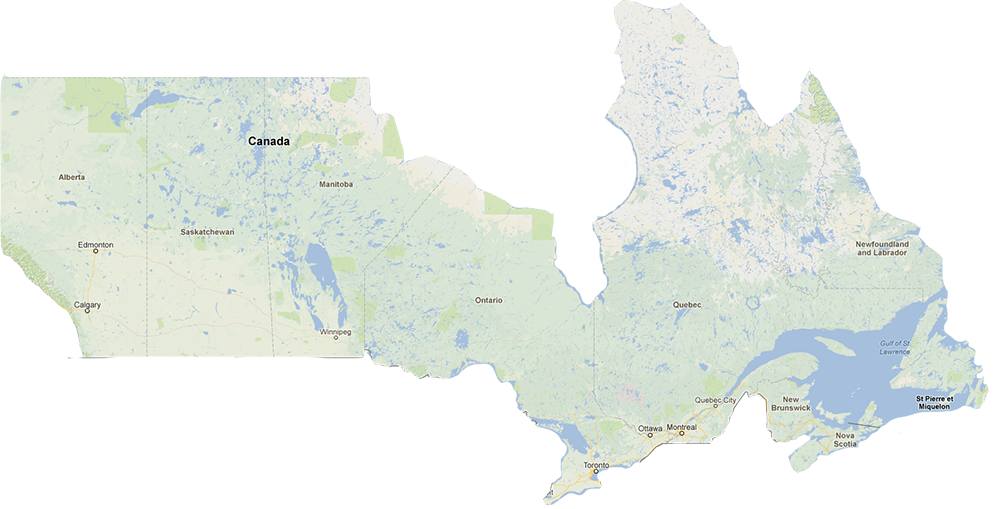 Canada
Alberta
Manitoba
Saskatchewan
Edmonton
Newfoundland
and Labrador
Calgary
Ontario
Quebec
Winnipeg
Gulf of St
Lawrence
Quebec City
New
Brunswick
St Pierre et
Miquelon
Ottawa
Montreal
Nova
Scotia
Toronto